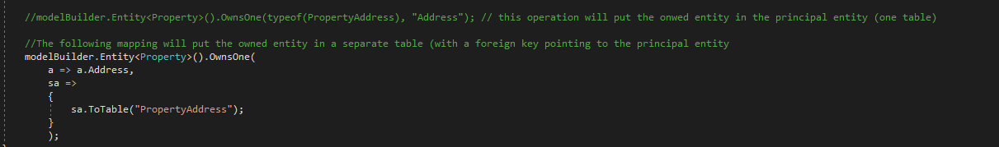 //modelBuilder.Entity<Property>().OwnsOne(typeof(PropertyAddress), "Address"); // this operation will put the onwed entity in the principal entity (one table)
//The following mapping will put the owned entity in a separate table (with a foreign key pointing to the principal entity
modelBuilder.Entity<Property>().OwnsOne(
a => a.Address,
sa =>
{
sa.ToTable("PropertyAddress");
}
);